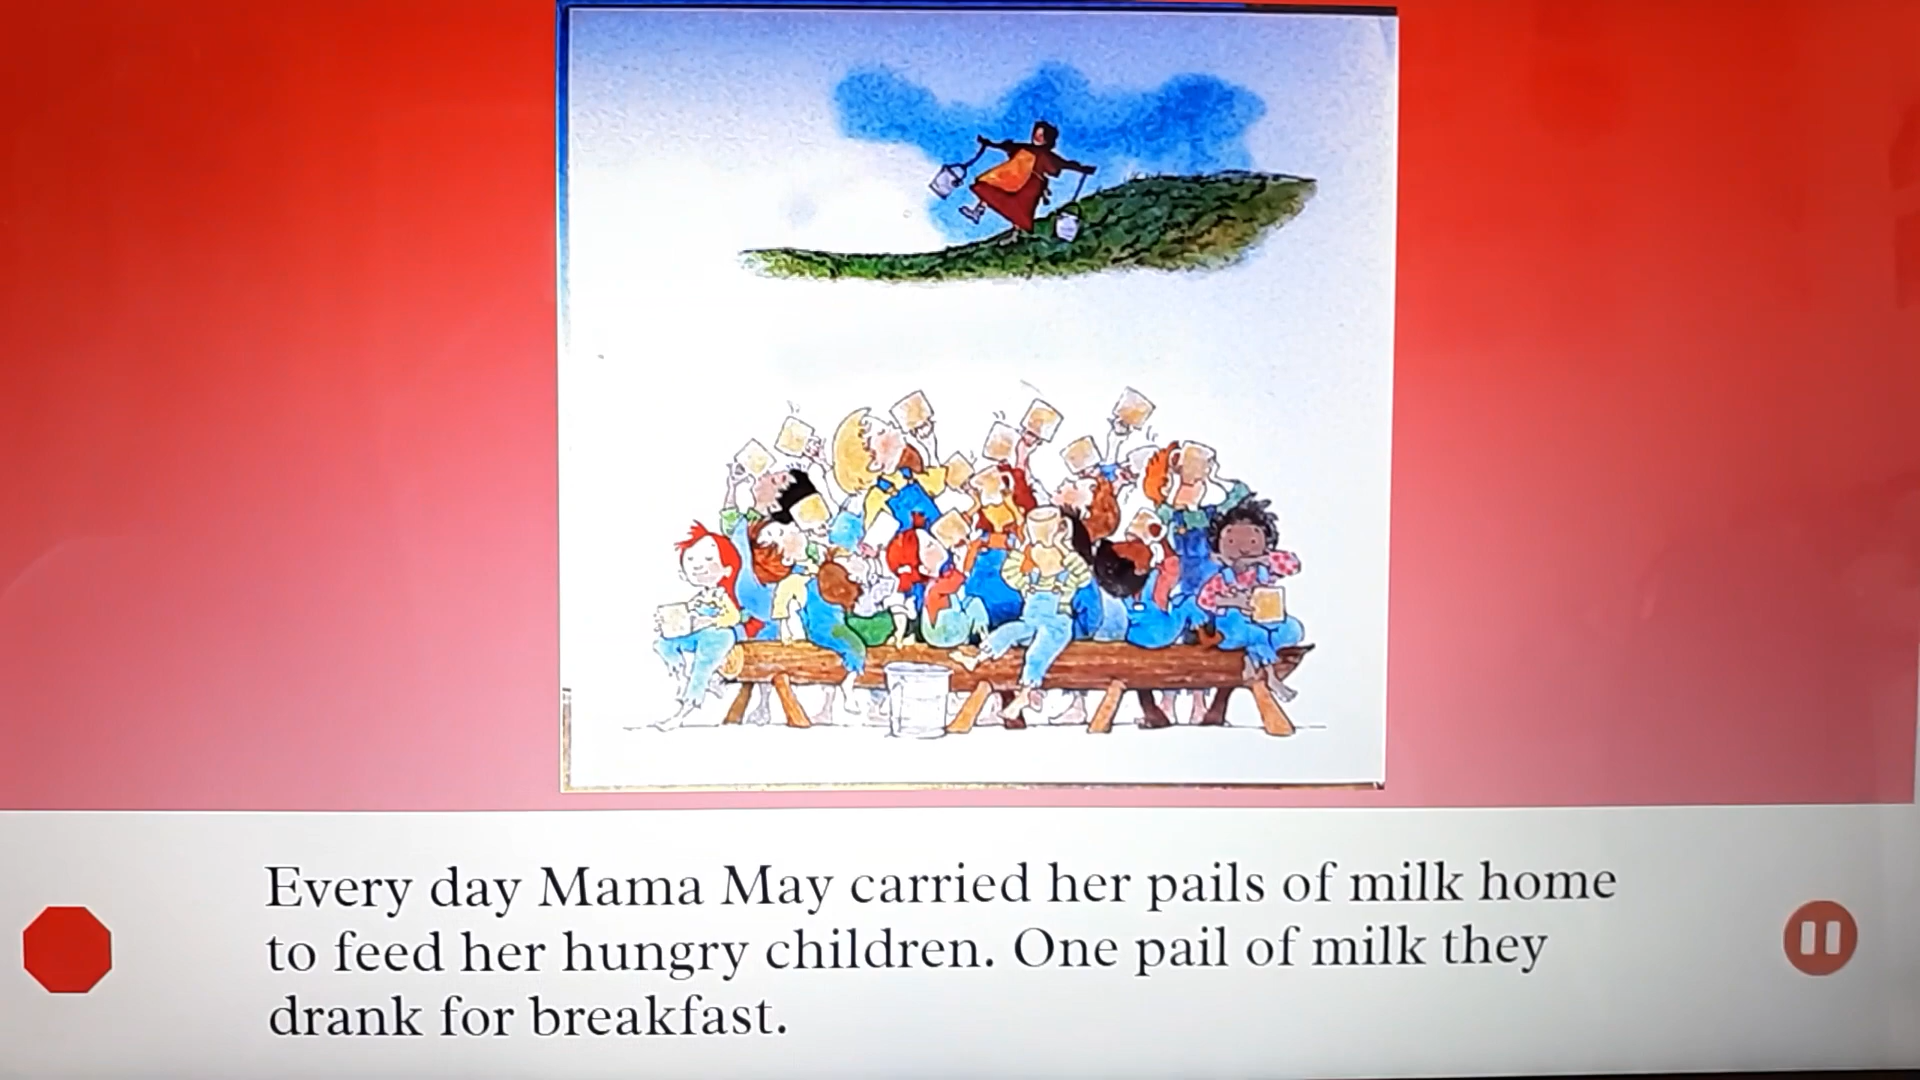 Every day Mama May carried her pails of milk home
to feed her hungry children. One pail of milk they
drank for breakfast.